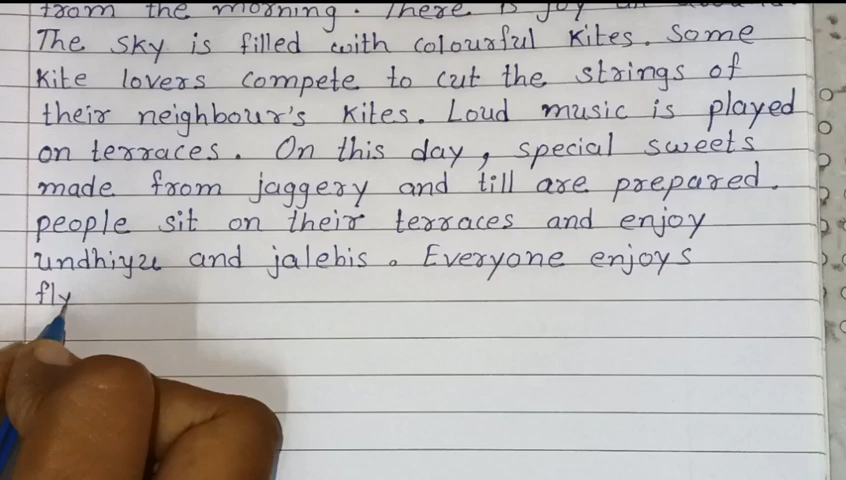 from the morning. There is joy all around.
The sky is filled with colourful kites. Some
kite lovers compete to cut the strings of
their neighbour's kites. Loud music is played
on terraces. On this day, special sweets
made from jaggery and till are prepared.
people sit on their terraces and enjoy
undhiyu and jalebis. Everyone enjoys
fly